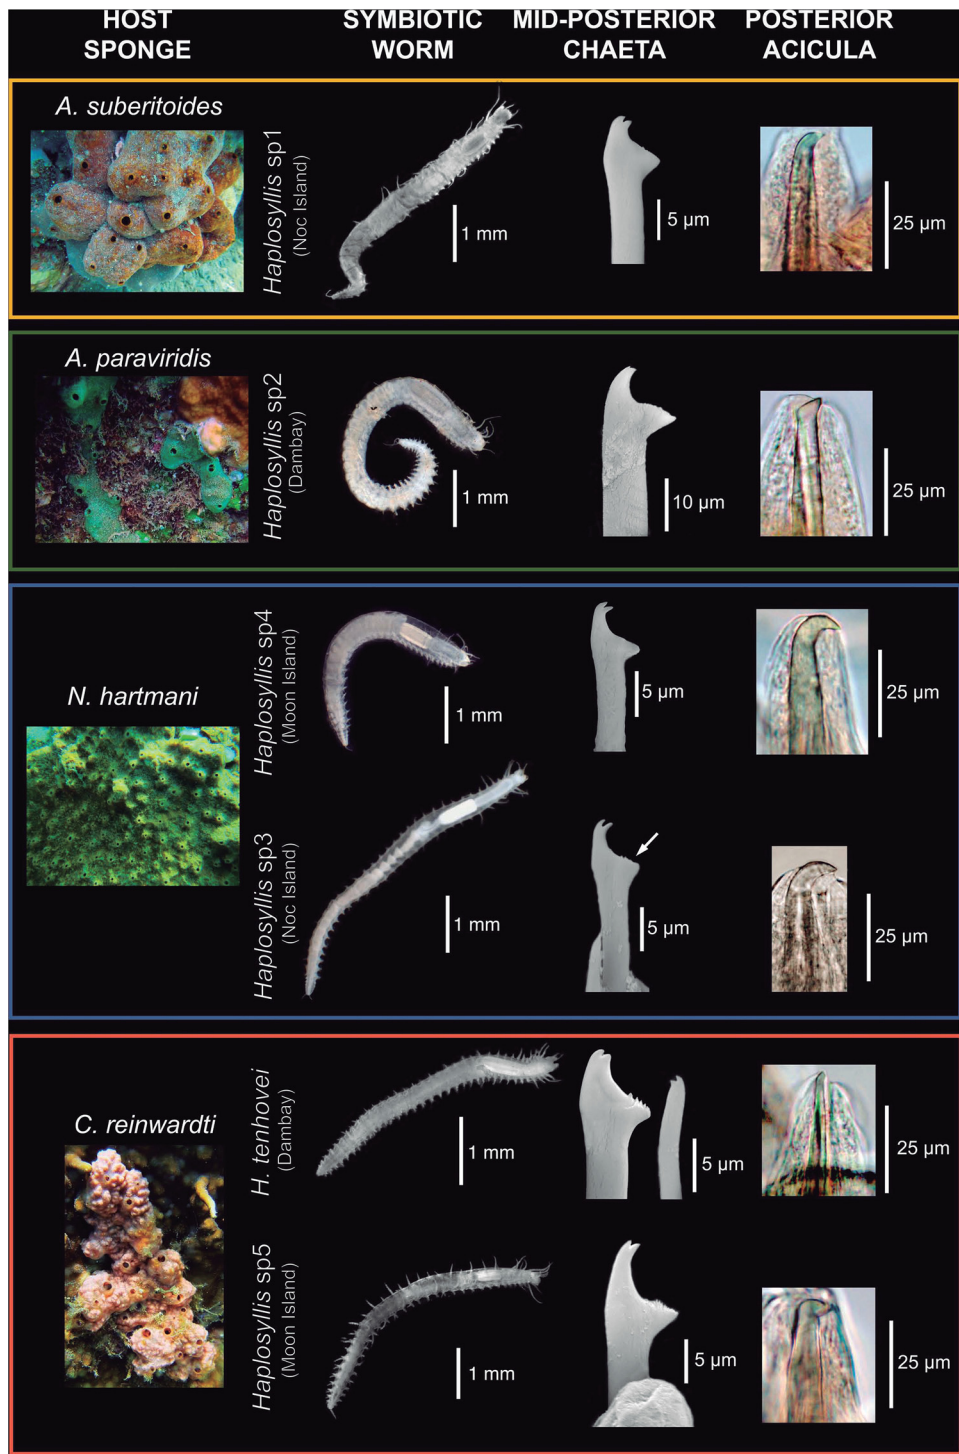 HOST SPONGE
SYMBIOTIC WORM
MID-POSTERIOR CHAETA
POSTERIOR ACICULA
A. suberitoides
Haplosyllis sp1
(Noc Island)
1 mm
5 µm
25 µm
A. paraviridis
Haplosyllis sp2
(Dambay)
1 mm
10 µm
25 µm
N. hartmani
Haplosyllis sp4
(Moon Island)
1 mm
5 µm
25 µm
Haplosyllis sp3
(Noc Island)
1 mm
5 µm
25 µm
C. reinwardti
H. tenhovei
(Dambay)
1 mm
5 µm
25 µm
Haplosyllis sp5
(Moon Island)
1 mm
5 µm
25 µm